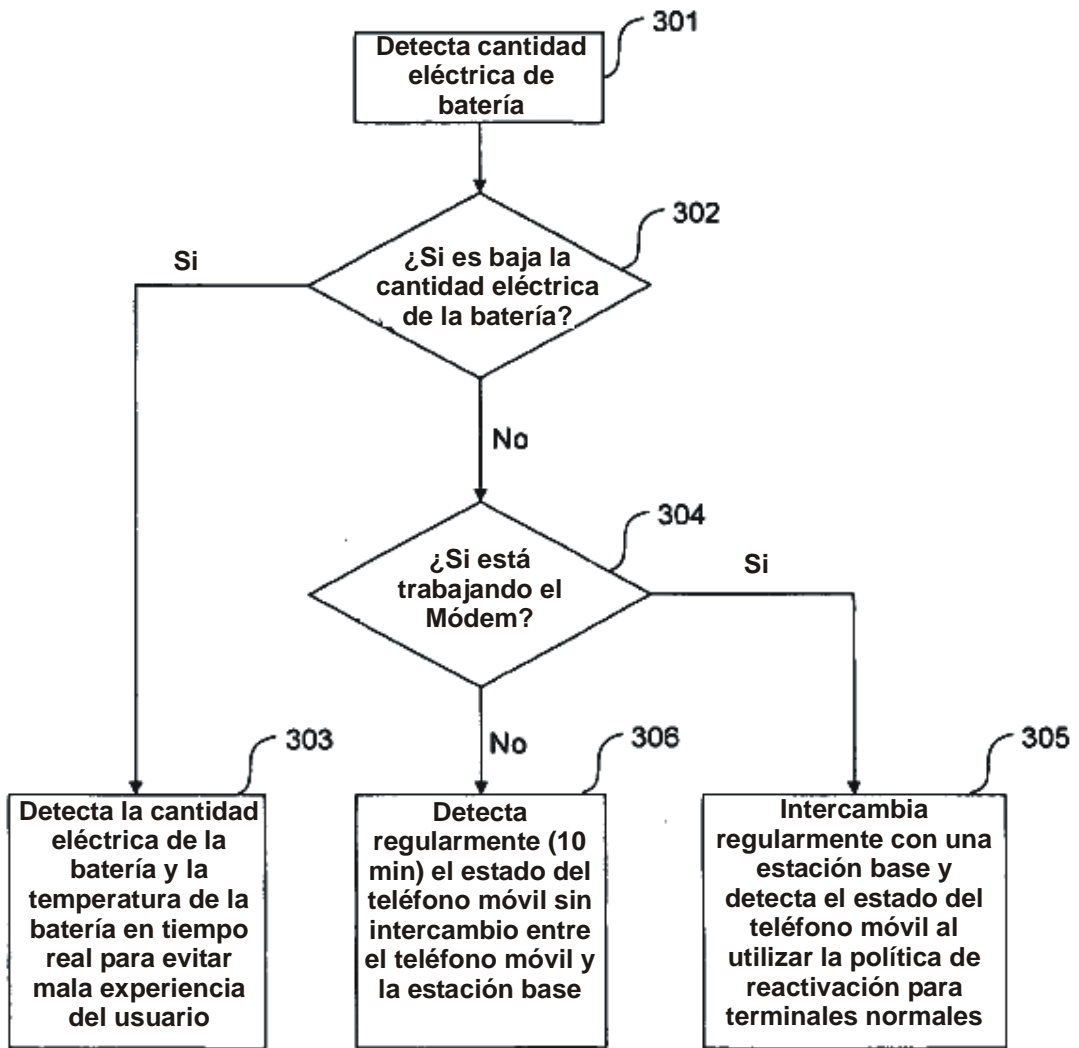 301
Detecta cantidad
eléctrica de
batería
302
Si
¿Si es baja la
cantidad eléctrica
de la batería?
No
304
¿Si está
trabajando el
Módem?
Si
303
No
306
305
Detecta la cantidad
eléctrica de la
batería y la
temperatura de la
batería en tiempo
real para evitar
mala experiencia
del usuario
Detecta
regularmente (10
min) el estado del
teléfono móvil sin
intercambio entre
el teléfono móvil y
la estación base
Intercambia
regularmente con una
estación base y
detecta el estado del
teléfono móvil al
utilizar la política de
reactivación para
terminales normales